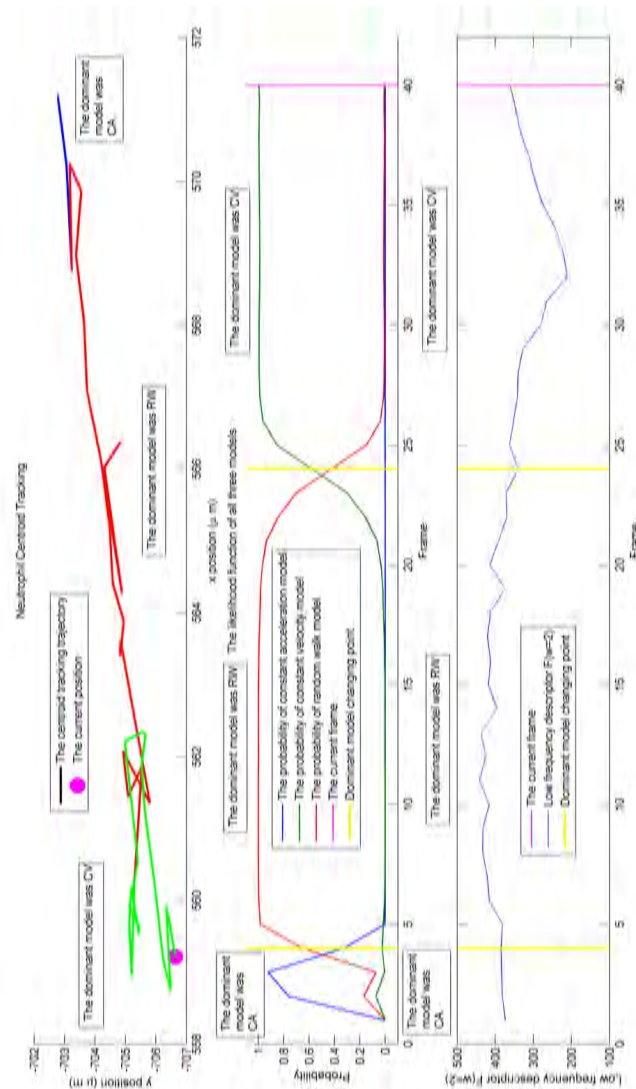 Neutrophil Centroid Tracking
-702
-703
-704
-705
-706
-707
y position (μ m)
558
560
562
564
566
568
570
572
x position (μ m)
The centroid tracking trajectory
The current position
The dominant model was CV
The dominant model was RW
The dominant
model was
CA.
The likelihood function of all three models
1
0.8
0.6
0.4
0.2
0
Probability
0
5
10
15
20
25
30
35
40
Frame
The dominant
model was
CA.
The dominant model was RW
The dominant model was CV
The probability of constant acceleration model
The probability of constant velocity model
The probability of random walk model
The current frame
Dominant model changing point
500
400
300
200
100
Low frequency descriptor F(w=2)
0
5
10
15
20
25
30
35
40
Frame
The dominant
model was
CA.
The dominant model was RW
The dominant model was CV
The current frame
Low frequency descriptor F(w=2)
Dominant model changing point